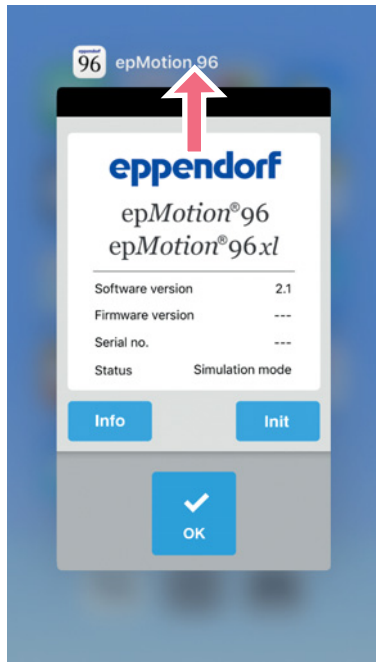 eppendorf
96 epMotion 96
eppendorf
epMotion®96
epMotion®96xl
Software version 2.1
Firmware version ---
Serial no. ---
Status Simulation mode
Info Init
OK